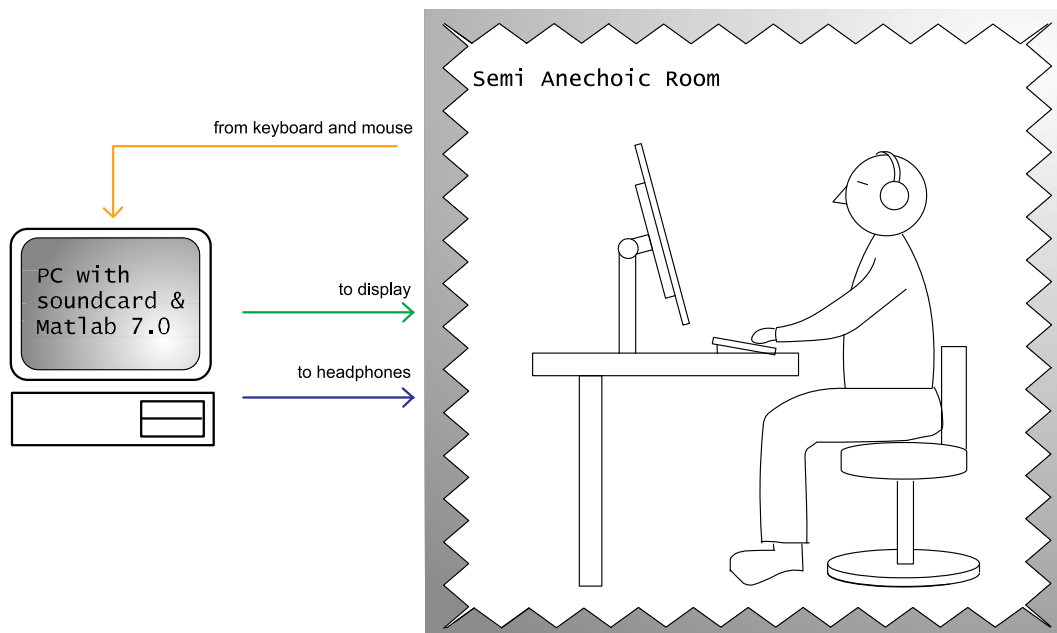 Semi Anechoic Room
from keyboard and mouse
PC with
soundcard &
Matlab 7.0
to display
to headphones